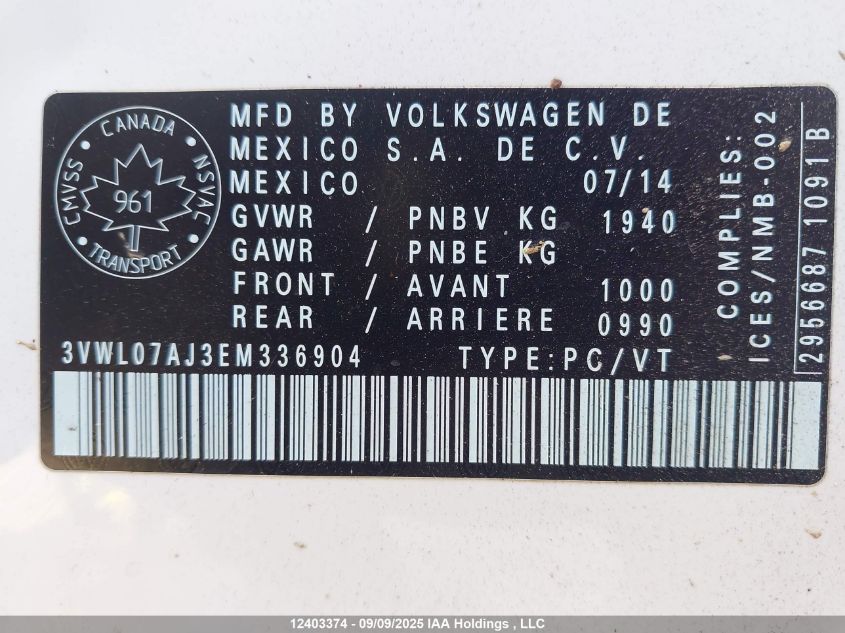 CANADA
CMVSS
NSVAC
961
TRANSPORT
MFD BY VOLKSWAGEN DE
MEXICO S.A. DE C.V.
MEXICO 07/14
GVWR / PNBV KG 1940
GAWR / PNBE KG
FRONT / AVANT 1000
REAR / ARRIERE 0990
3VWL07AJ3EM336904 TYPE:PC/VT
COMPLIES:
ICES/NMB-002
2956687 1091B
12403374 - 09/09/2025 IAA Holdings , LLC